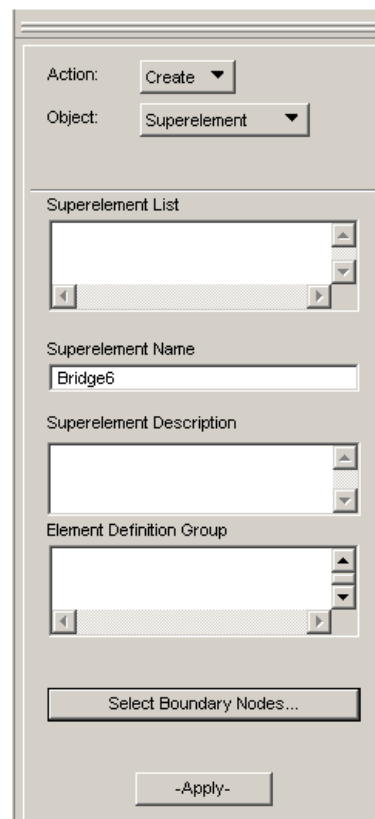 Action: Create
Object: Superelement
Superelement List
Superelement Name
Bridge6
Superelement Description
Element Definition Group
Select Boundary Nodes...
-Apply-